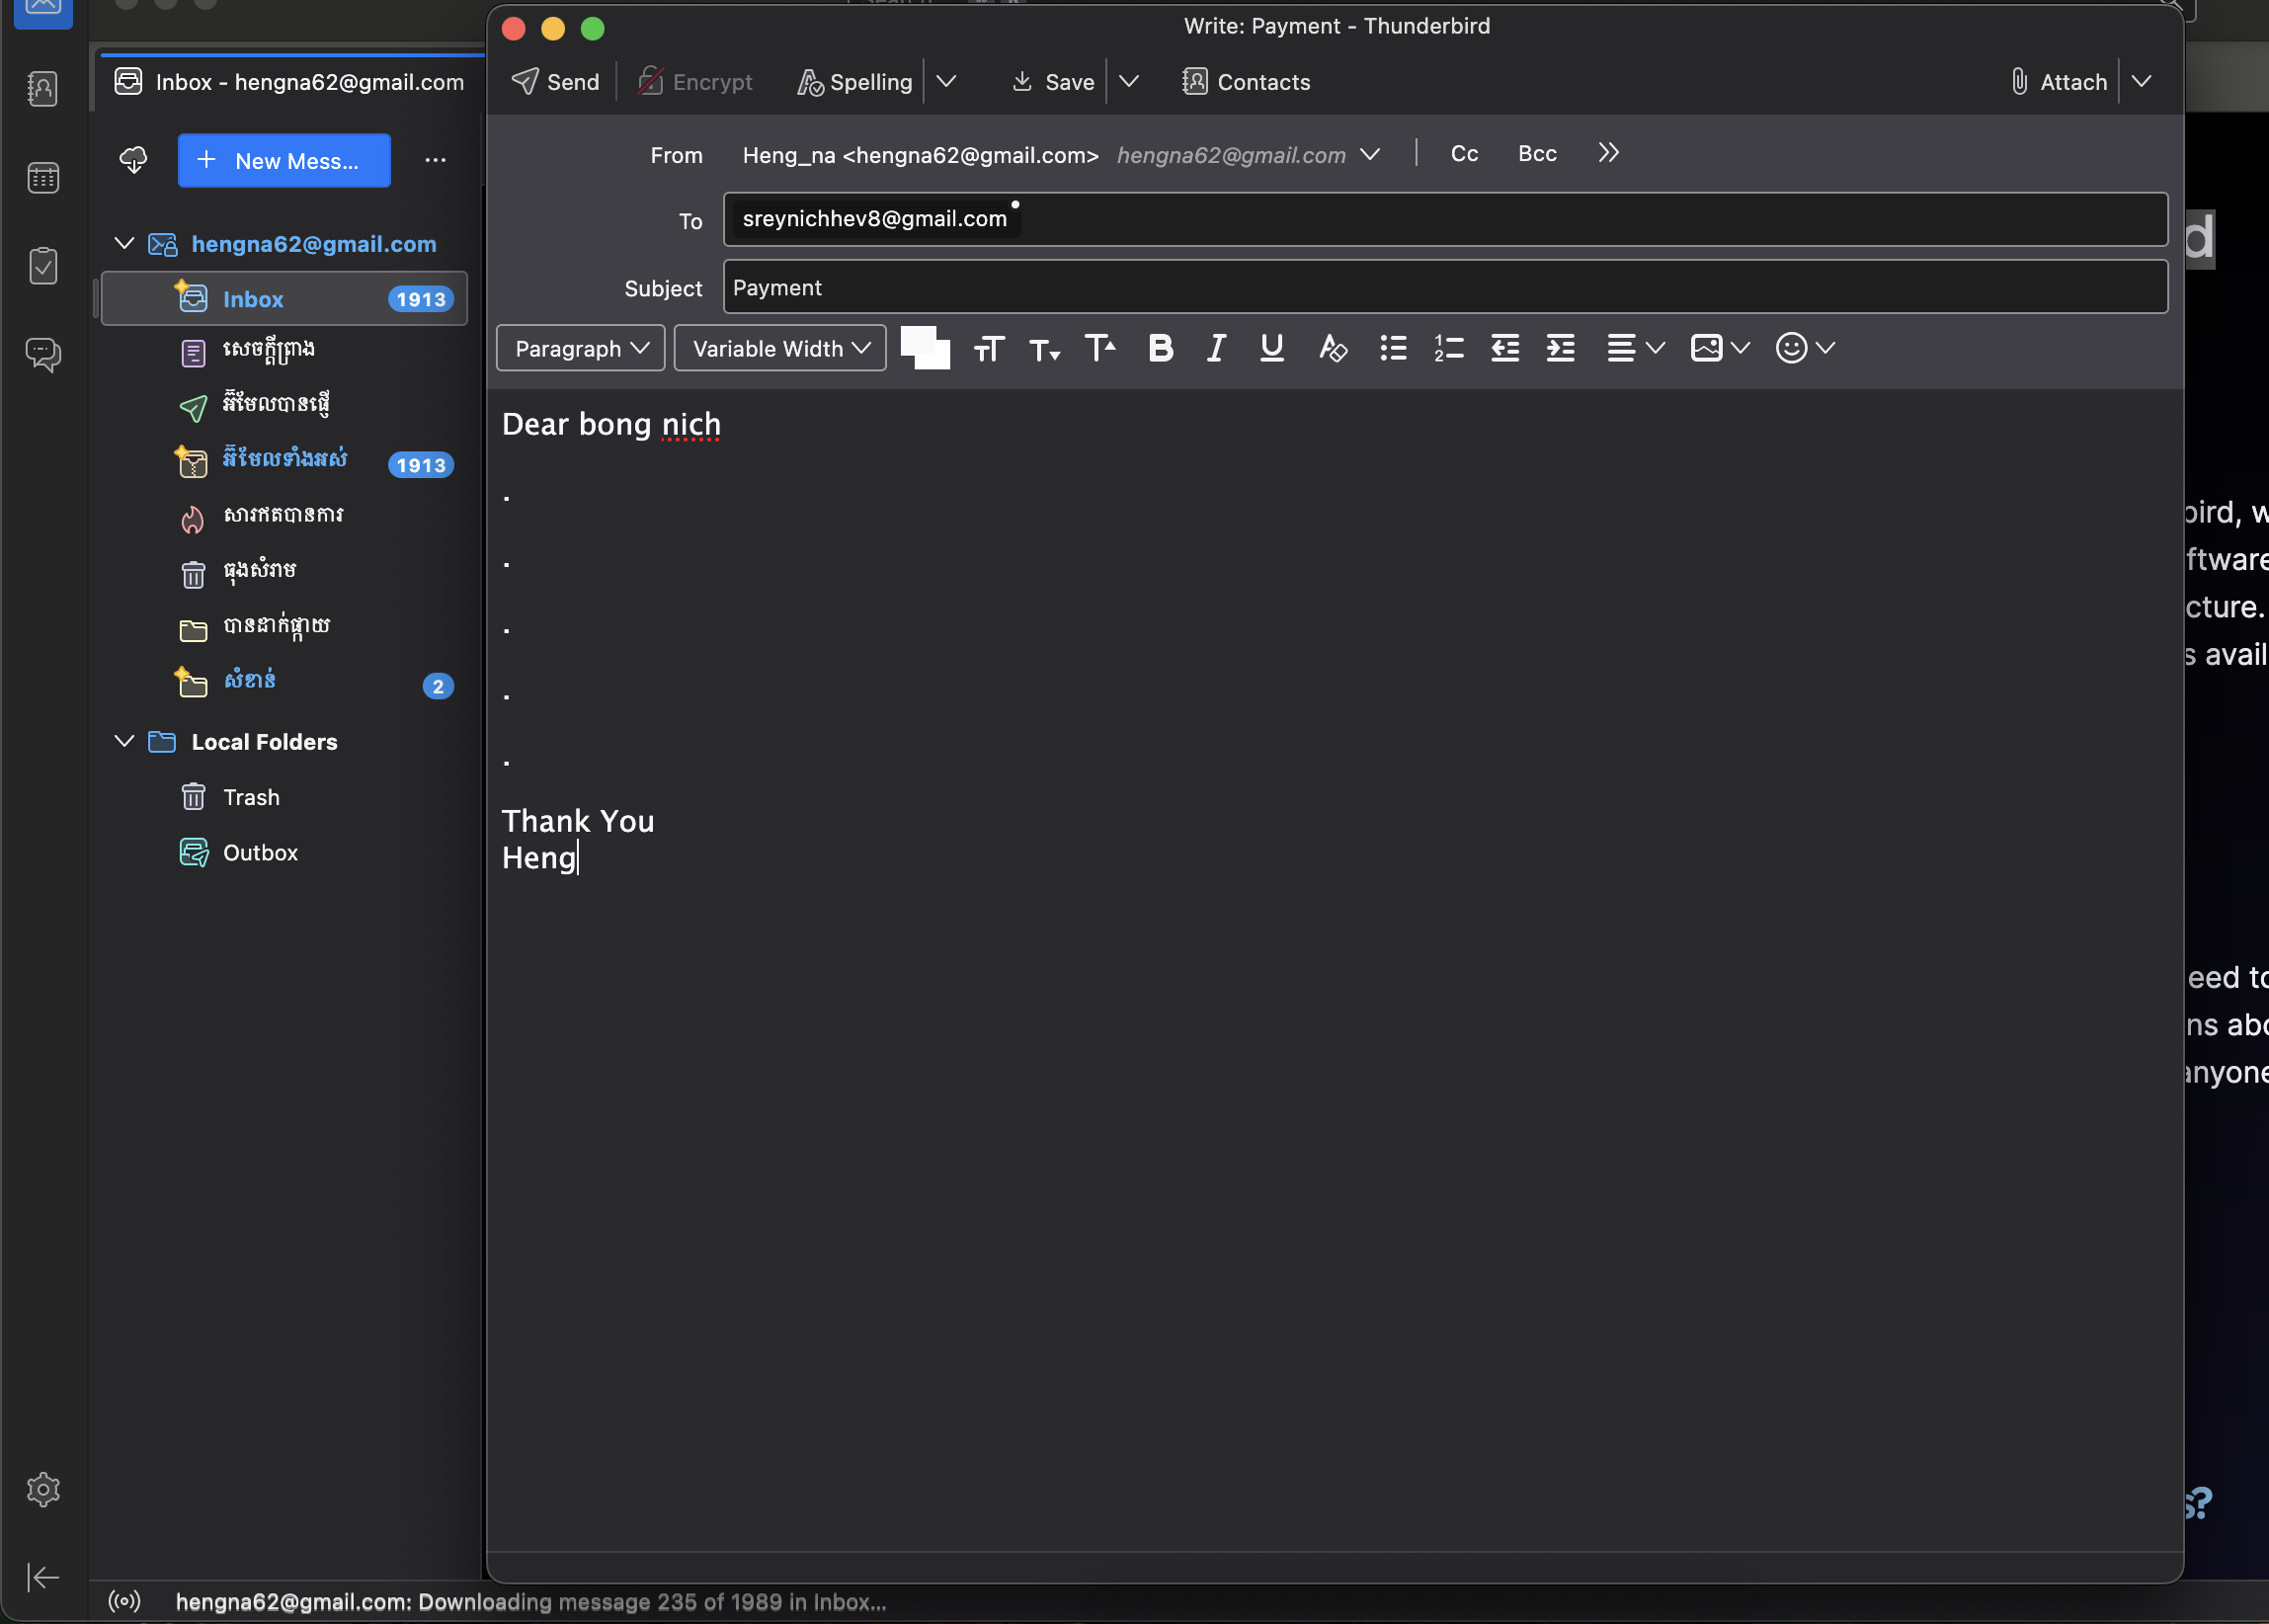 Write: Payment - Thunderbird
Inbox - hengna62@gmail.com
Send
Encrypt
Spelling
Save
Contacts
Attach
New Mess...
From
Heng_na <hengna62@gmail.com> hengna62@gmail.com
Cc
Bcc
To
sreynichhev8@gmail.com
Subject
Payment
Paragraph
Variable Width
hengna62@gmail.com
Inbox 1913
សេចក្ដីព្រាង
អ៊ីមែលបានផ្ញើ
អ៊ីមែលទាំងអស់ 1913
សារឥតបានការ
ធុងសំរាម
បានដាក់ផ្កាយ
សំខាន់ 2
Local Folders
Trash
Outbox
Dear bong nich
.
.
.
.
.
Thank You
Heng
d
bird, w
ftware
cture.
s avail
eed to
ns abo
anyone
s?
hengna62@gmail.com: Downloading message 235 of 1989 in Inbox...